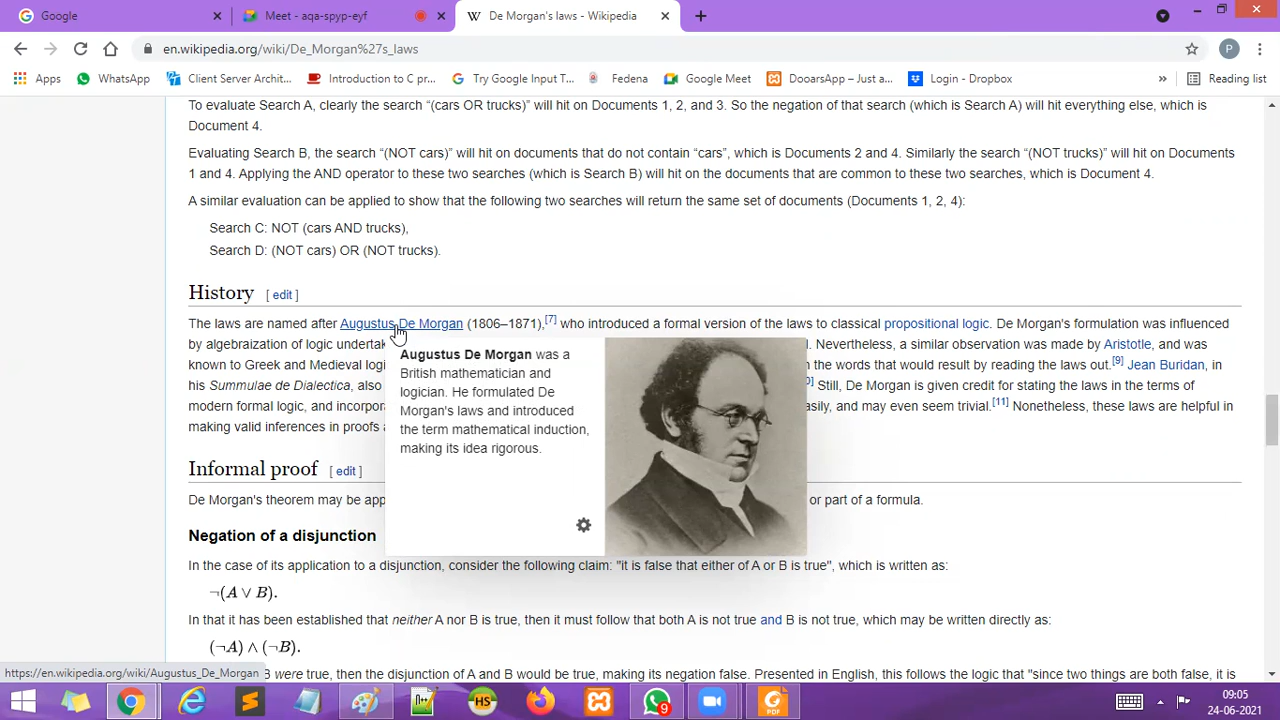 Google
Meet - aqa-spyp-eyf
De Morgan's laws - Wikipedia
en.wikipedia.org/wiki/De_Morgan%27s_laws
P
Apps
WhatsApp
Client Server Archit...
Introduction to C pr...
Try Google Input T...
Fedena
Google Meet
DooarsApp – Just a...
Login - Dropbox
»
Reading list
To evaluate Search A, clearly the search “(cars OR trucks)” will hit on Documents 1, 2, and 3. So the negation of that search (which is Search A) will hit everything else, which is
Document 4.
Evaluating Search B, the search “(NOT cars)” will hit on documents that do not contain “cars”, which is Documents 2 and 4. Similarly the search “(NOT trucks)” will hit on Documents
1 and 4. Applying the AND operator to these two searches (which is Search B) will hit on the documents that are common to these two searches, which is Document 4.
A similar evaluation can be applied to show that the following two searches will return the same set of documents (Documents 1, 2, 4):
Search C: NOT (cars AND trucks),
Search D: (NOT cars) OR (NOT trucks).
History [ edit ]
The laws are named after Augustus De Morgan (1806–1871),[7] who introduced a formal version of the laws to classical propositional logic. De Morgan's formulation was influenced
by algebraization of logic undertak
. Nevertheless, a similar observation was made by Aristotle, and was
known to Greek and Medieval logi
n the words that would result by reading the laws out.[9] Jean Buridan, in
his Summulae de Dialectica, also
0] Still, De Morgan is given credit for stating the laws in the terms of
modern formal logic, and incorpor
asily, and may even seem trivial.[11] Nonetheless, these laws are helpful in
making valid inferences in proofs a
Augustus De Morgan was a
British mathematician and
logician. He formulated De
Morgan's laws and introduced
the term mathematical induction,
making its idea rigorous.
Informal proof [ edit ]
De Morgan's theorem may be app
or part of a formula.
Negation of a disjunction
In the case of its application to a disjunction, consider the following claim: "it is false that either of A or B is true", which is written as:
¬(A ∨ B).
In that it has been established that neither A nor B is true, then it must follow that both A is not true and B is not true, which may be written directly as:
(¬A) ∧ (¬B).
B were true, then the disjunction of A and B would be true, making its negation false. Presented in English, this follows the logic that "since two things are both false, it is
https://en.wikipedia.org/wiki/Augustus_De_Morgan
HS
9
PDF
09:05
24-06-2021